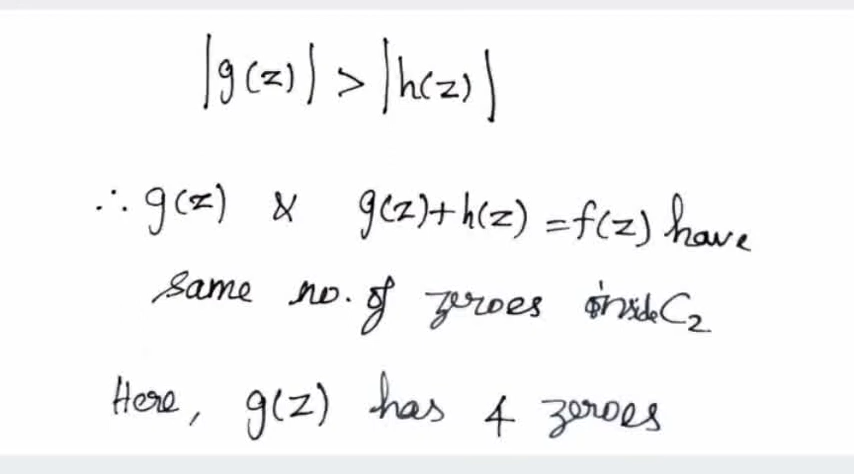 |g(z)| > |h(z)|
∴ g(z) & g(z)+h(z) = f(z) have
same no. of zeroes inside C₂
Here, g(z) has 4 zeroes